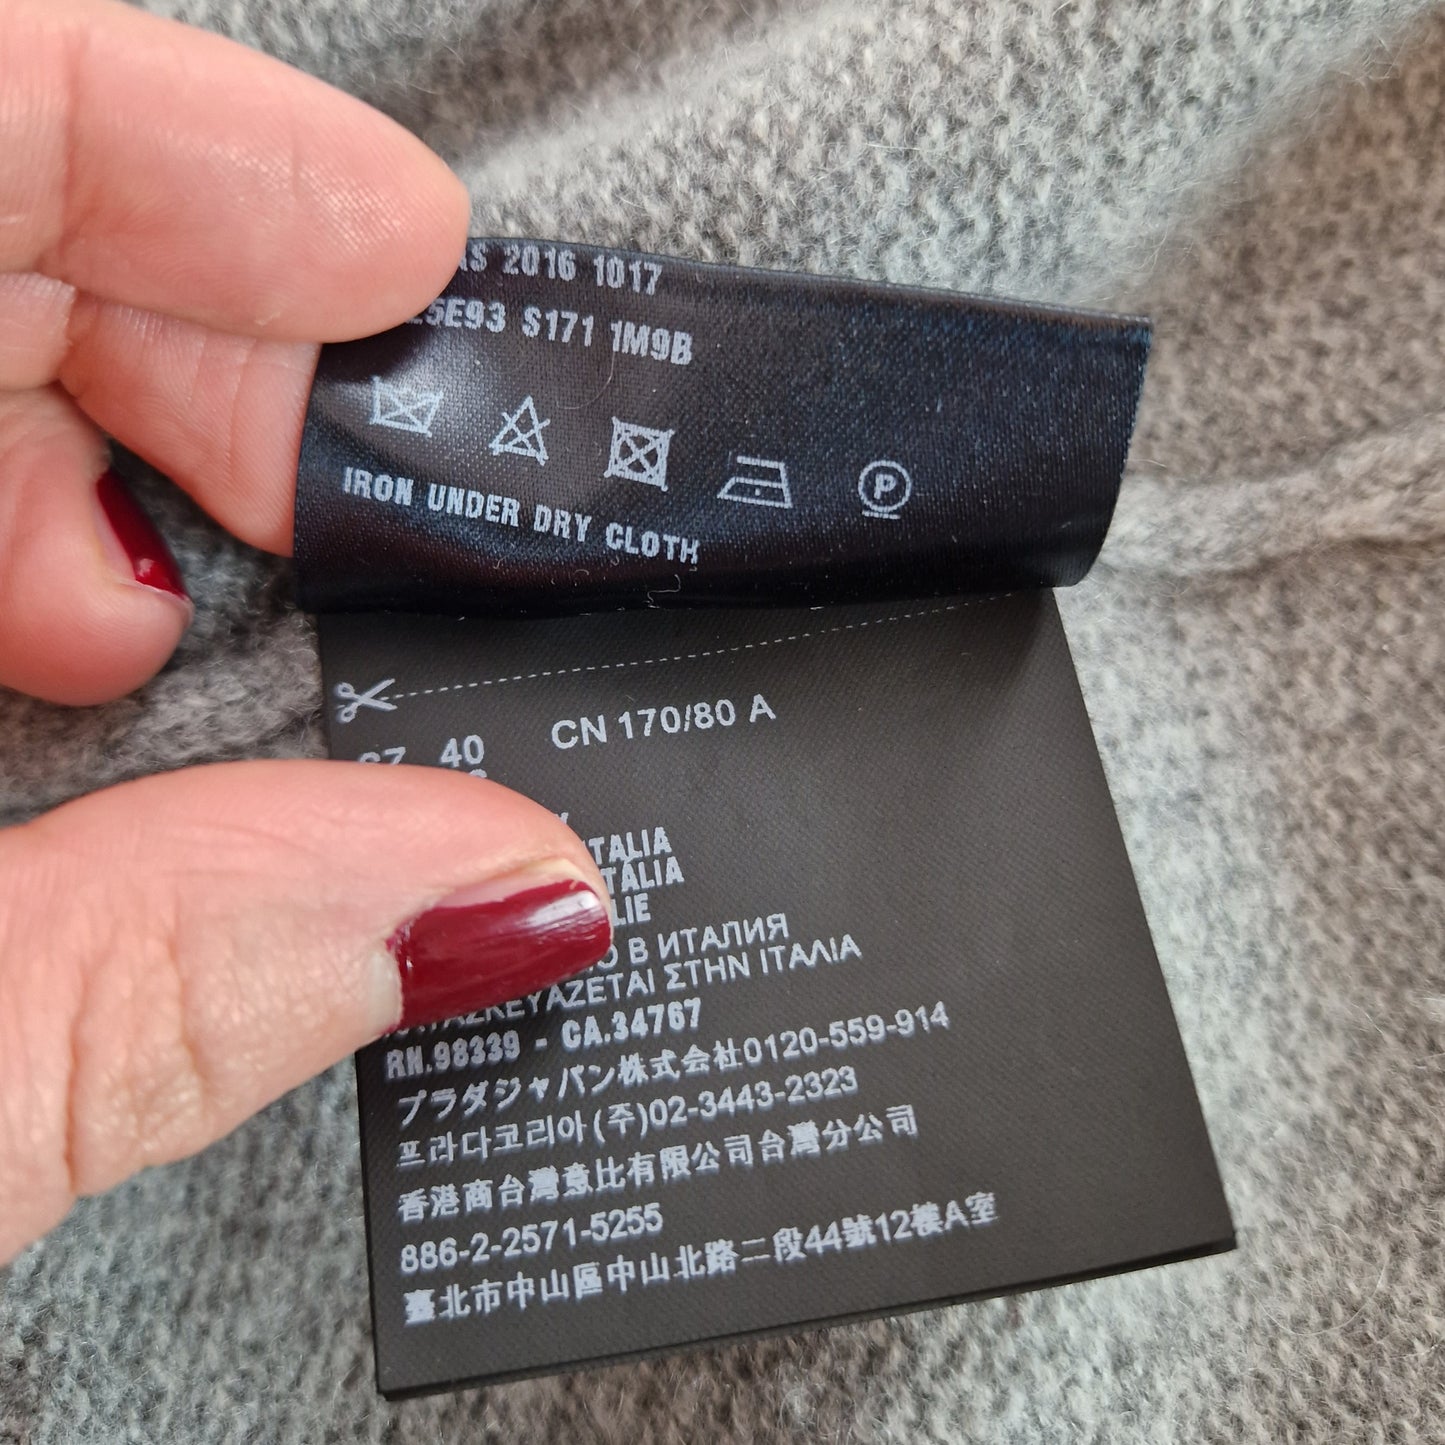 2016 1017
5E93 S171 1M9B
P
IRON UNDER DRY CLOTH
CN 170/80 A
40
ITALIA
ITALIA
LIE
В ИТАЛИЯ
ΣΤΗΝ ΙΤΑΛΙΑ
RN.98339 - CA.34767
プラダジャパン株式会社0120-559-914
프라다코리아(주)02-3443-2323
香港商台灣意比有限公司台灣分公司
886-2-2571-5255
臺北市中山區中山北路二段44號12樓A室